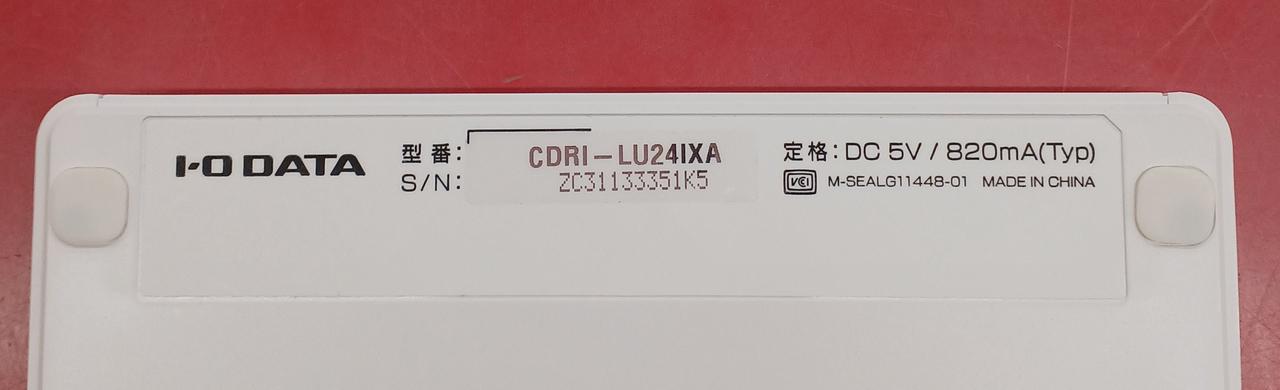 I-O DATA
型番: CDRI-LU24IXA
S/N: ZC31133351K5
定格:DC 5V / 820mA(Typ)
VCI M-SEALG11448-01 MADE IN CHINA